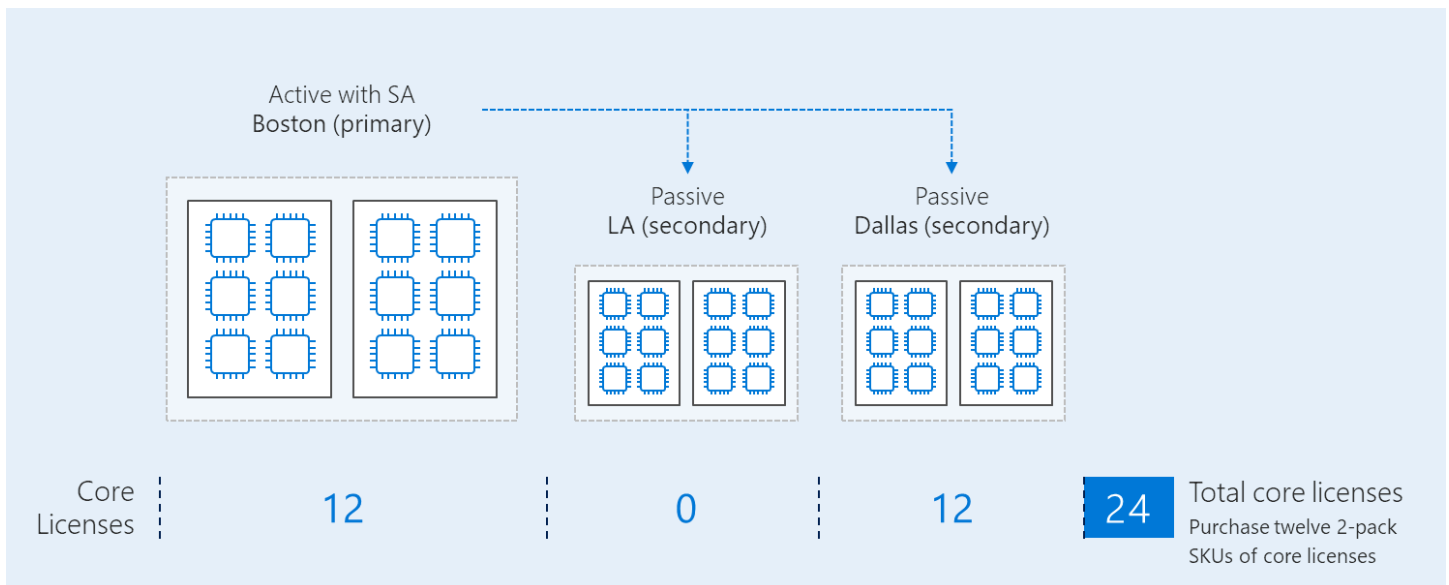 Active with SA
Boston (primary)
Passive
LA (secondary)
Passive
Dallas (secondary)
Core
Licenses
12
0
12
24
Total core licenses
Purchase twelve 2-pack
SKUs of core licenses